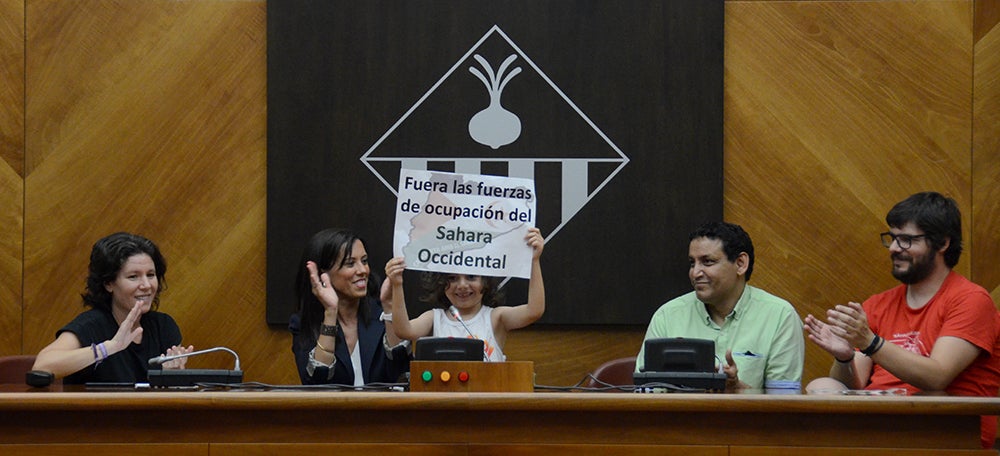 Fuera las fuerzas
de ocupación del
Sahara
Occidental